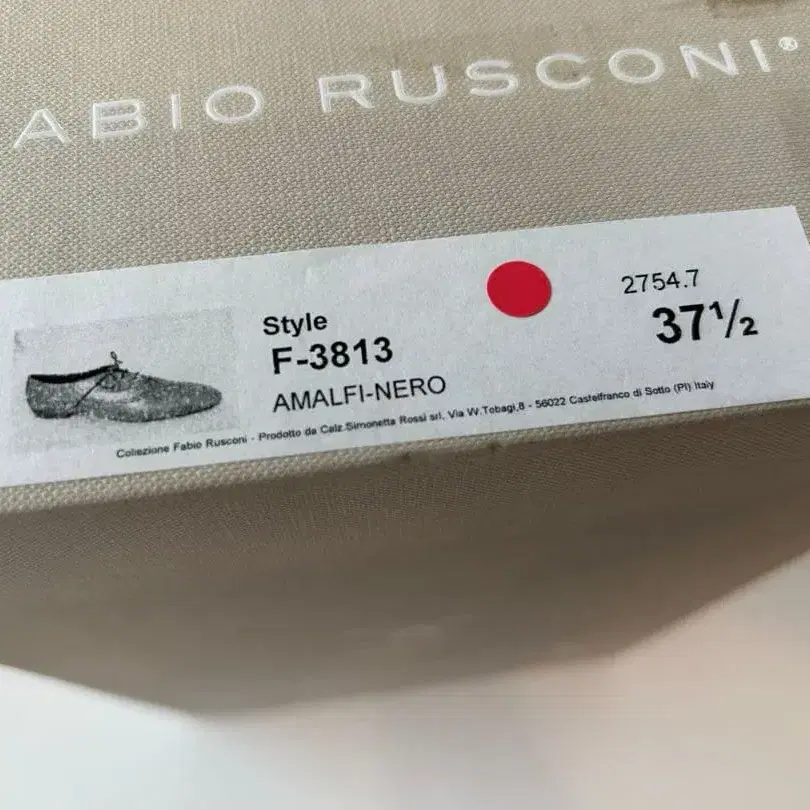 ABIO RUSCONI®
Style
F-3813
AMALFI-NERO
2754.7
37½
Collezione Fabio Rusconi - Prodotto da Calz.Simonetta Rossi srl, Via W.Tobagi,8 - 56022 Castelfranco di Sotto (PI) Italy